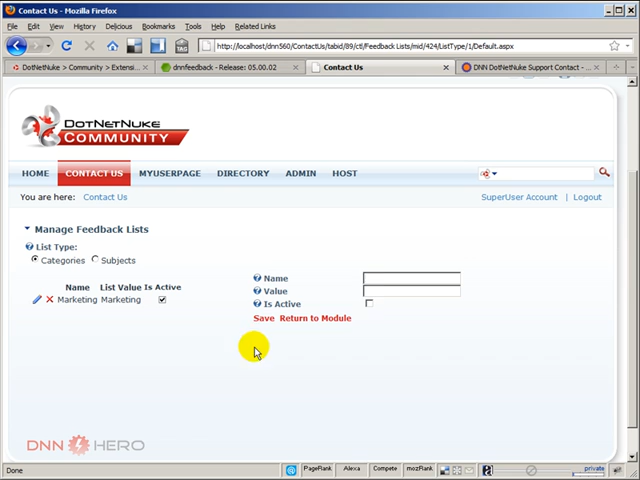 Contact Us - Mozilla Firefox
File Edit View History Delicious Bookmarks Tools Help Related Links
http://localhost/dnn560/ContactUs/tabid/89/ctl/Feedback Lists/mid/424/ListType/1/Default.aspx
DotNetNuke > Community > Extensi...
dnnfeedback - Release: 05.00.02
Contact Us
DNN DotNetNuke Support Contact - ...
DOTNETNUKE
COMMUNITY
HOME CONTACT US MYUSERPAGE DIRECTORY ADMIN HOST
You are here: Contact Us
SuperUser Account | Logout
Manage Feedback Lists
List Type:
Categories Subjects
Name List Value Is Active
Marketing Marketing
Name
Value
Is Active
Save Return to Module
DNN HERO
Done
PageRank Alexa Compete mozRank
private